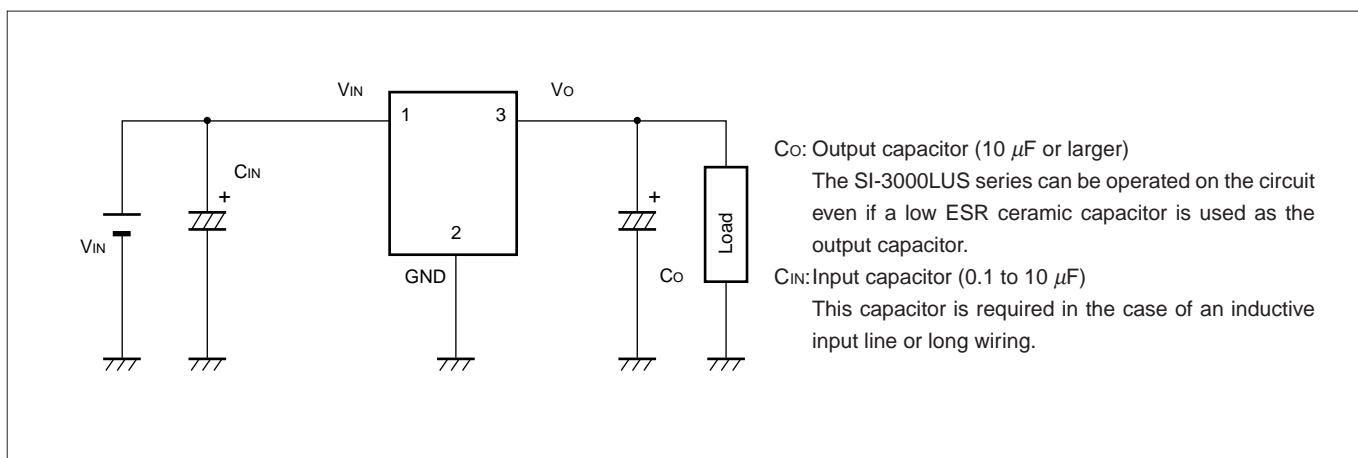 VIN
VO
1
3
CIN
+
VIN
2
GND
+
CO
Load
CO: Output capacitor (10 μF or larger)
The SI-3000LUS series can be operated on the circuit
even if a low ESR ceramic capacitor is used as the
output capacitor.
CIN: Input capacitor (0.1 to 10 μF)
This capacitor is required in the case of an inductive
input line or long wiring.